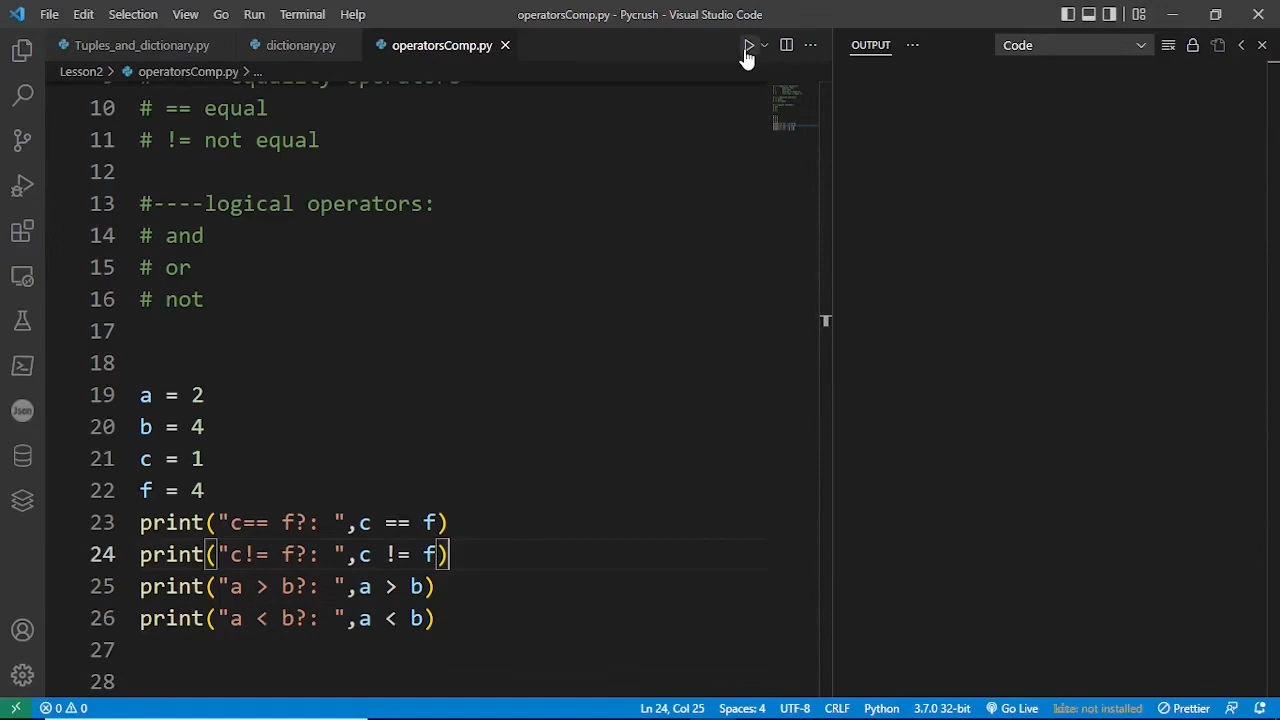 File Edit Selection View Go Run Terminal Help operatorsComp.py - Pycrush - Visual Studio Code
Tuples_and_dictionary.py dictionary.py operatorsComp.py OUTPUT Code
Lesson2 > operatorsComp.py > ...
equality operators
10 # == equal
11 # != not equal
12
13 #----logical operators:
14 # and
15 # or
16 # not
17
18
19 a = 2
20 b = 4
21 c = 1
22 f = 4
23 print("c== f?: ",c == f)
24 print("c!= f?: ",c != f)
25 print("a > b?: ",a > b)
26 print("a < b?: ",a < b)
27
28
Json
0 0 Ln 24, Col 25 Spaces: 4 UTF-8 CRLF Python 3.7.0 32-bit Go Live kite: not installed Prettier